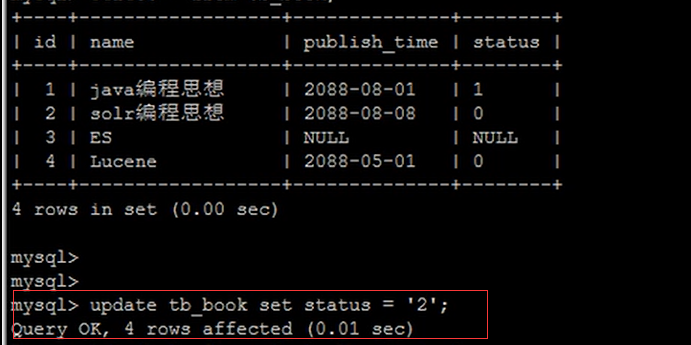 +----+-----------------+--------------+--------+
| id | name            | publish_time | status |
+----+-----------------+--------------+--------+
|  1 | java编程思想    | 2088-08-01   | 1      |
|  2 | solr编程思想    | 2088-08-08   | 0      |
|  3 | ES              | NULL         | NULL   |
|  4 | Lucene          | 2088-05-01   | 0      |
+----+-----------------+--------------+--------+
4 rows in set (0.00 sec)
mysql>
mysql>
mysql> update tb_book set status = '2';
Query OK, 4 rows affected (0.01 sec)